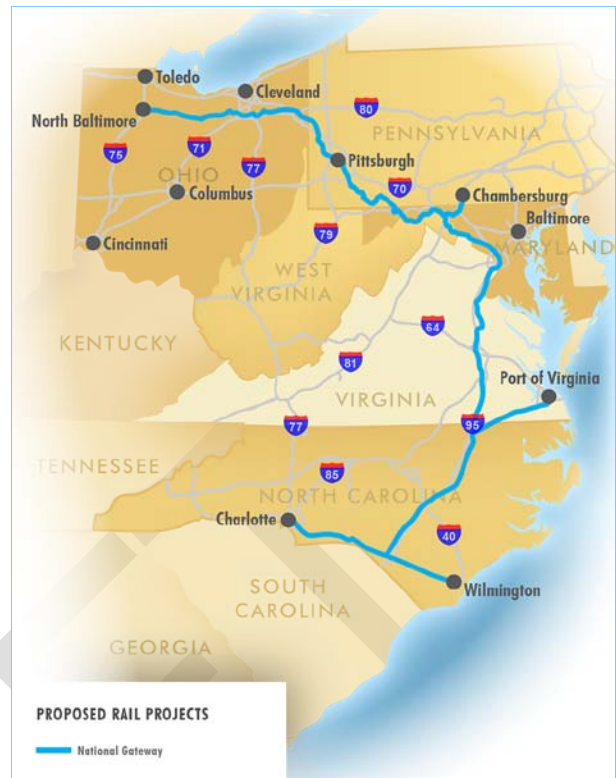 Toledo
Cleveland
North Baltimore
80
PENNSYLVANIA
71
75
77
Pittsburgh
OHIO
70
Columbus
Chambersburg
Baltimore
79
Cincinnati
MARYLAND
WEST
VIRGINIA
64
KENTUCKY
81
Port of Virginia
VIRGINIA
77
95
TENNESSEE
85
NORTH CAROLINA
Charlotte
40
Wilmington
SOUTH
CAROLINA
GEORGIA
PROPOSED RAIL PROJECTS
National Gateway